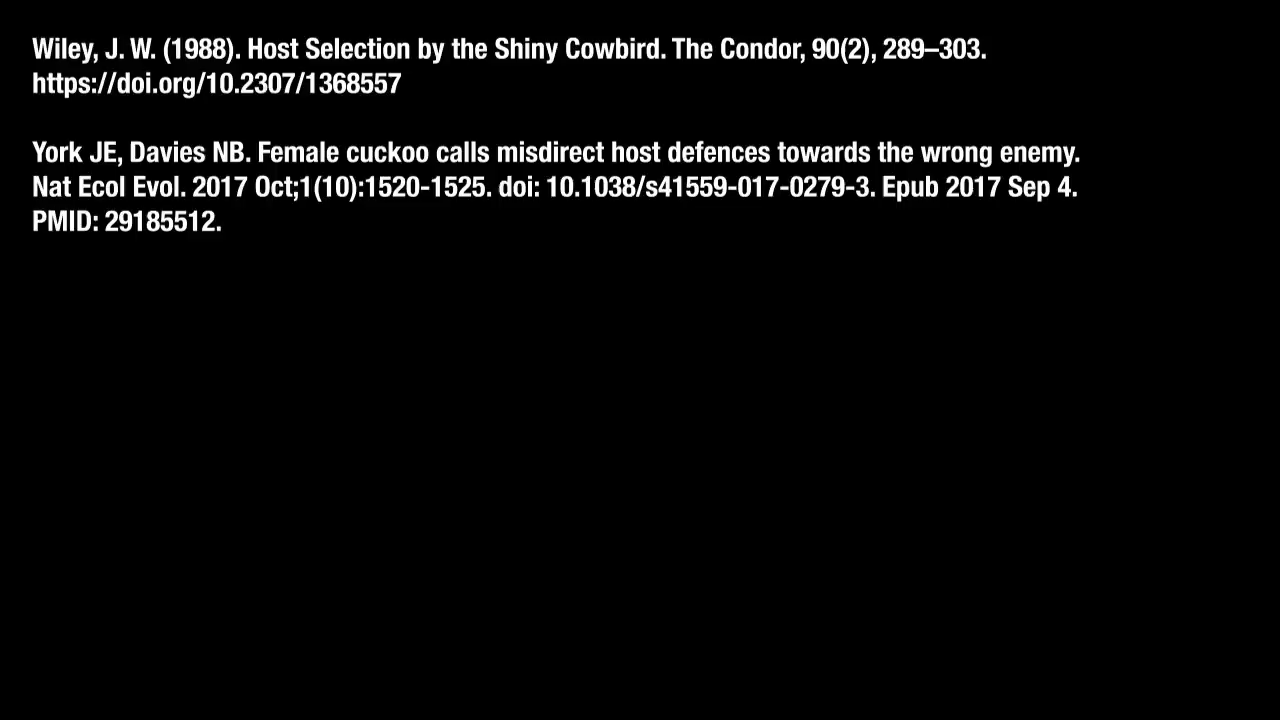 Wiley, J. W. (1988). Host Selection by the Shiny Cowbird. The Condor, 90(2), 289–303.
https://doi.org/10.2307/1368557
York JE, Davies NB. Female cuckoo calls misdirect host defences towards the wrong enemy.
Nat Ecol Evol. 2017 Oct;1(10):1520-1525. doi: 10.1038/s41559-017-0279-3. Epub 2017 Sep 4.
PMID: 29185512.